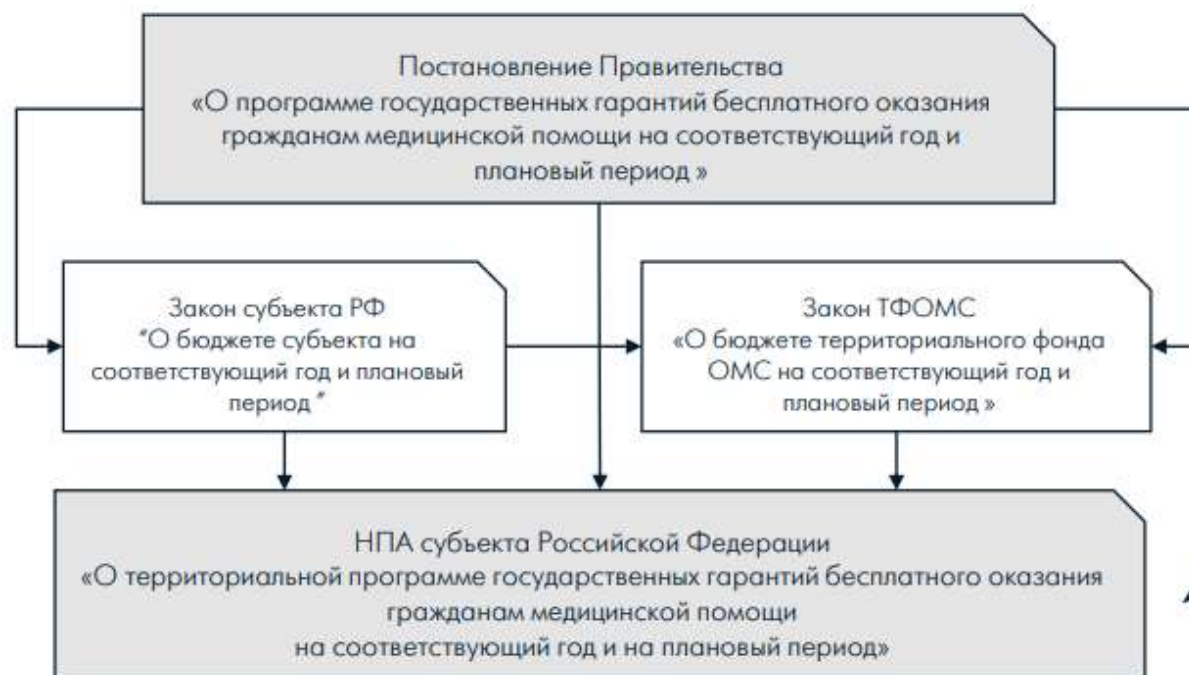 Постановление Правительства
«О программе государственных гарантий бесплатного оказания
гражданам медицинской помощи на соответствующий год и
плановый период »
Закон субъекта РФ
“О бюджете субъекта на
соответствующий год и плановый
период ”
Закон ТФОМС
«О бюджете территориального фонда
ОМС на соответствующий год и
плановый период »
НПА субъекта Российской Федерации
«О территориальной программе государственных гарантий бесплатного оказания
гражданам медицинской помощи
на соответствующий год и на плановый период»